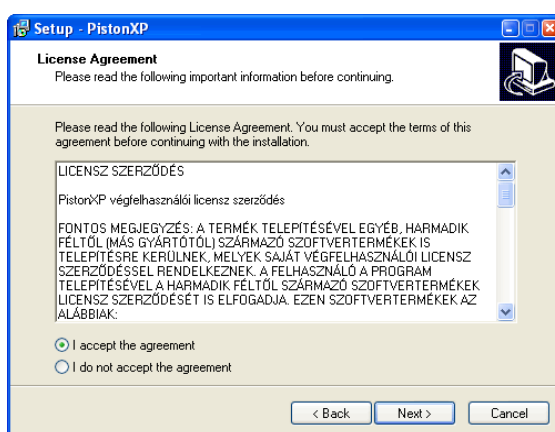 Setup - PistonXP
License Agreement
Please read the following important information before continuing.
Please read the following License Agreement. You must accept the terms of this
agreement before continuing with the installation.
LICENSZ SZERZŐDÉS
PistonXP végfelhasználói licensz szerződés
FONTOS MEGJEGYZÉS: A TERMÉK TELEPÍTÉSÉVEL EGYÉB, HARMADIK
FÉLTŐL (MÁS GYÁRTÓTÓL) SZÁRMAZÓ SZOFTVERTERMÉKEK IS
TELEPÍTÉSRE KERÜLNEK, MELYEK SAJÁT VÉGFELHASZNÁLÓI LICENSZ
SZERZŐDÉSSEL RENDELKEZNEK. A FELHASZNÁLÓ A PROGRAM
TELEPÍTÉSÉVEL A HARMADIK FÉLTŐL SZÁRMAZÓ SZOFTVERTERMÉKEK
LICENSZ SZERZŐDÉSÉT IS ELFOGADJA. EZEN SZOFTVERTERMÉKEK AZ
ALÁBBIAK:
I accept the agreement
I do not accept the agreement
< Back
Next >
Cancel